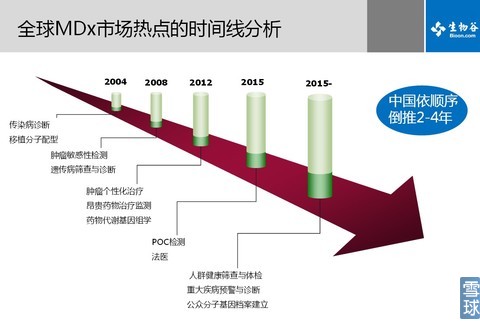 全球MDx市场热点的时间线分析
生物谷
Bioon.com
2004
2008
2012
2015
2015-
中国依顺序
倒推2-4年
传染病诊断
移植分子配型
肿瘤敏感性检测
遗传病筛查与诊断
肿瘤个性化治疗
昂贵药物治疗监测
药物代谢基因组学
POC检测
法医
人群健康筛查与体检
重大疾病预警与诊断
公众分子基因档案建立
雪球